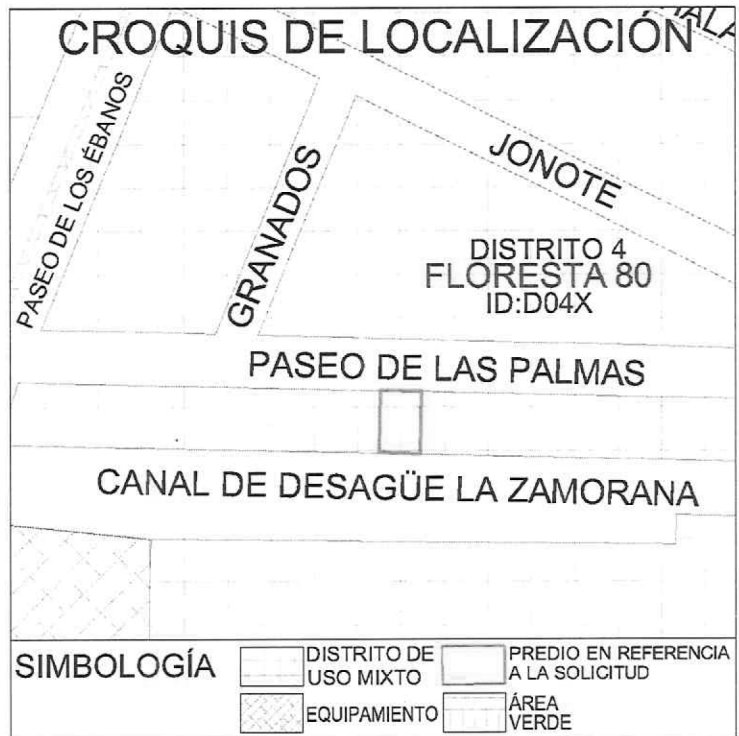 CROQUIS DE LOCALIZACIÓN
PASEO DE LOS ÉBANOS
GRANADOS
JONOTE
DISTRITO 4
FLORESTA 80
ID:D04X
PASEO DE LAS PALMAS
CANAL DE DESAGÜE LA ZAMORANA
SIMBOLOGÍA
DISTRITO DE
USO MIXTO
PREDIO EN REFERENCIA
A LA SOLICITUD
EQUIPAMIENTO
ÁREA
VERDE